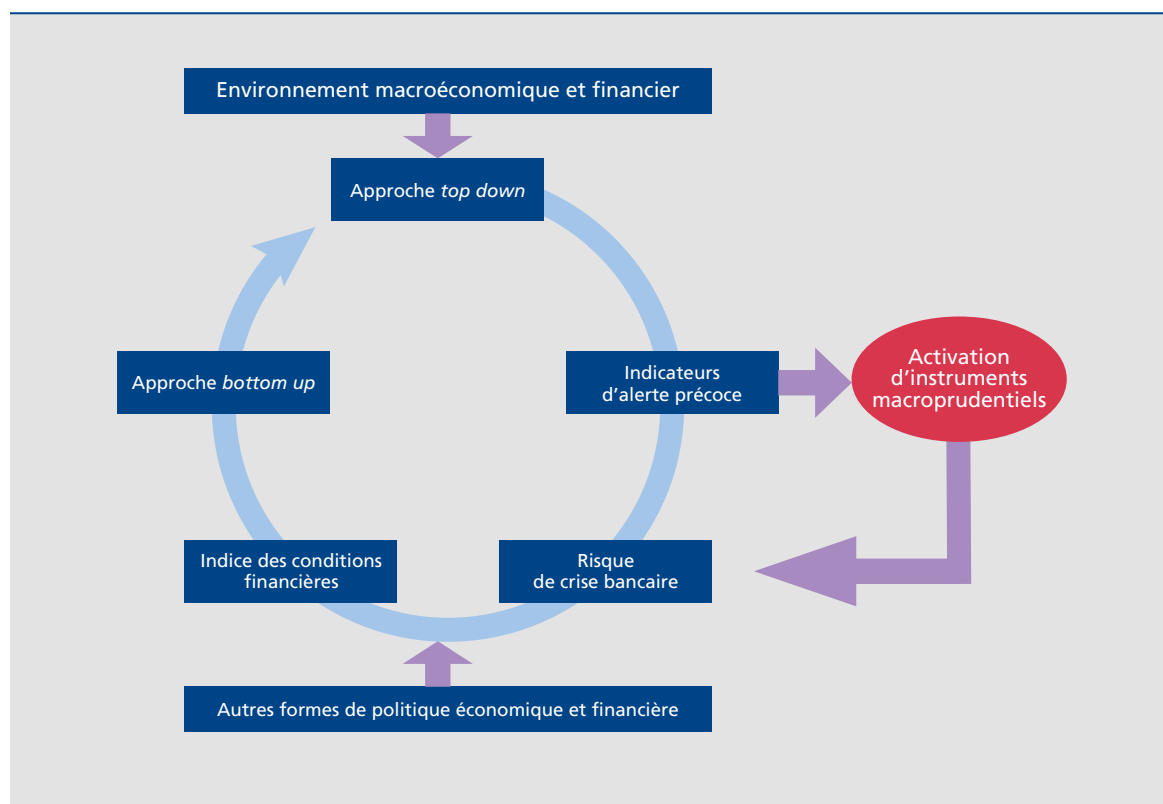 Environnement macroéconomique et financier
Approche top down
Indicateurs
d’alerte précoce
Activation
d’instruments
macroprudentiels
Approche bottom up
Indice des conditions
financières
Risque
de crise bancaire
Autres formes de politique économique et financière